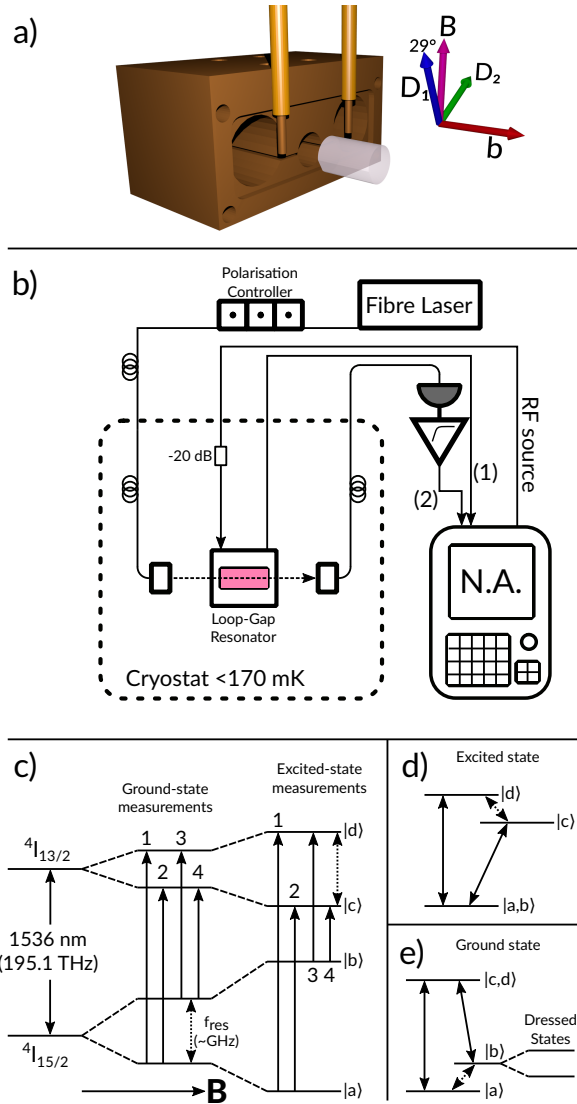 a)
B
29°
D₁
D₂
b
b)
Polarisation
Controller
Fibre Laser
-20 dB
RF source
(1)
(2)
N.A.
Loop-Gap
Resonator
Cryostat <170 mK
c)
Ground-state
measurements
Excited-state
measurements
1
3
2
4
1
2
3
4
⁴I₁₃/₂
1536 nm
(195.1 THz)
⁴I₁₅/₂
fᵣₑₛ
(~GHz)
B
|d⟩
|c⟩
|b⟩
|a⟩
d)
Excited state
|d⟩
|c⟩
|a,b⟩
e)
Ground state
|c,d⟩
|b⟩
Dressed
States
|a⟩